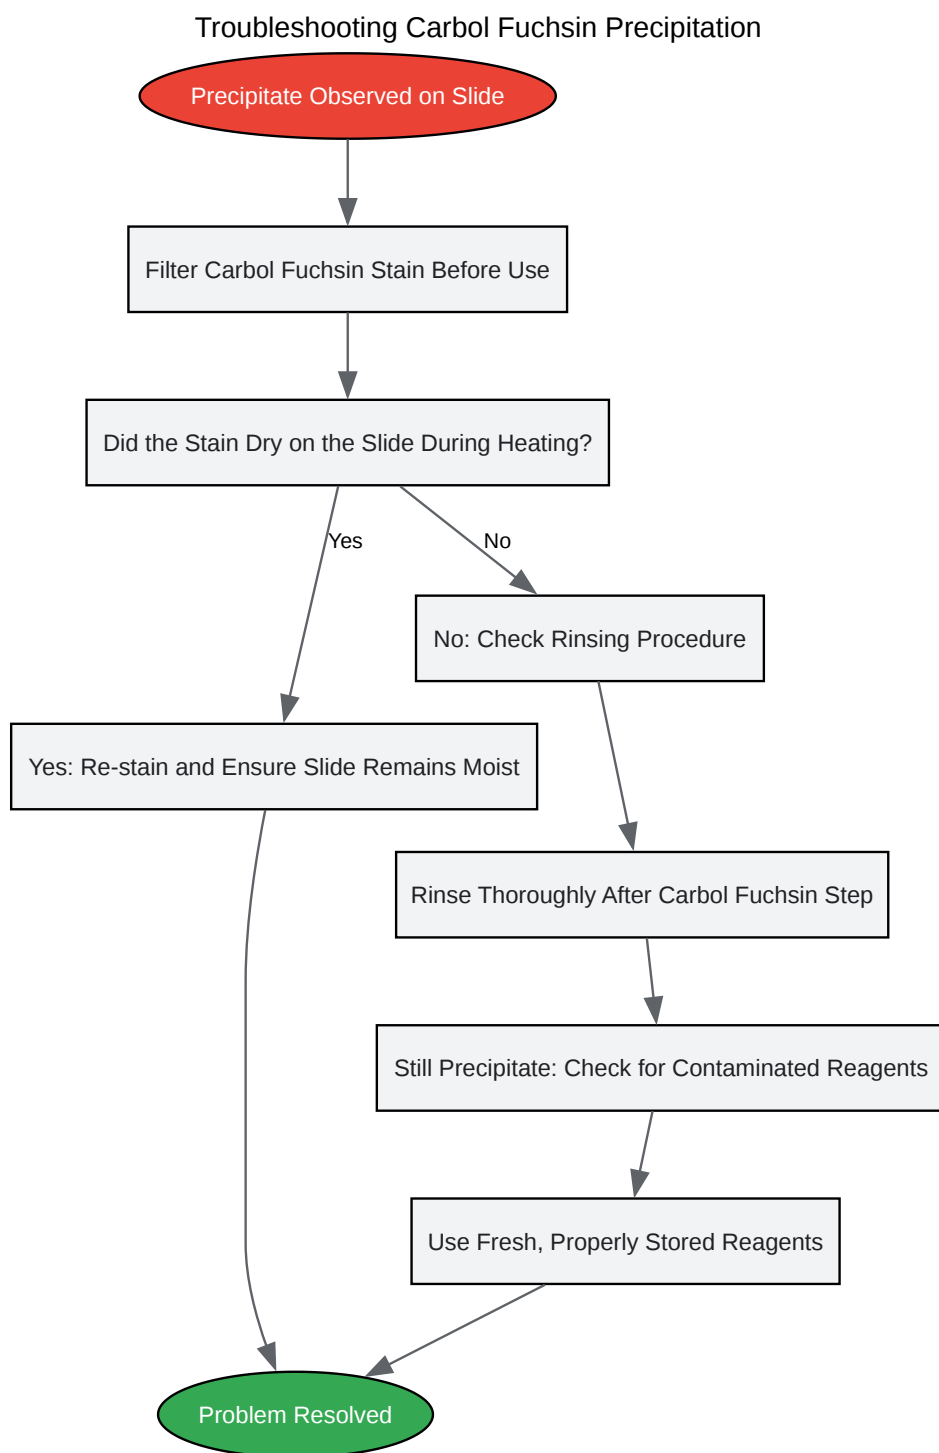 Troubleshooting Carbol Fuchsin Precipitation
Precipitate Observed on Slide
Filter Carbol Fuchsin Stain Before Use
Did the Stain Dry on the Slide During Heating?
Yes
No
No: Check Rinsing Procedure
Yes: Re-stain and Ensure Slide Remains Moist
Rinse Thoroughly After Carbol Fuchsin Step
Still Precipitate: Check for Contaminated Reagents
Use Fresh, Properly Stored Reagents
Problem Resolved